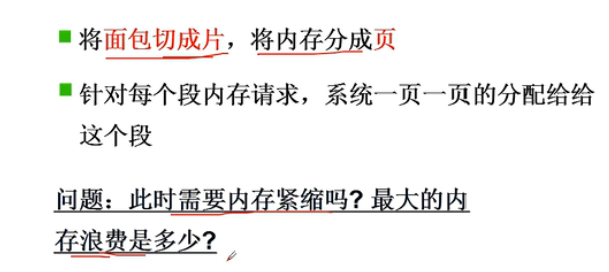 将面包切成片，将内存分成页
针对每个段内存请求，系统一页一页的分配给给
这个段
问题：此时需要内存紧缩吗? 最大的内
存浪费是多少?